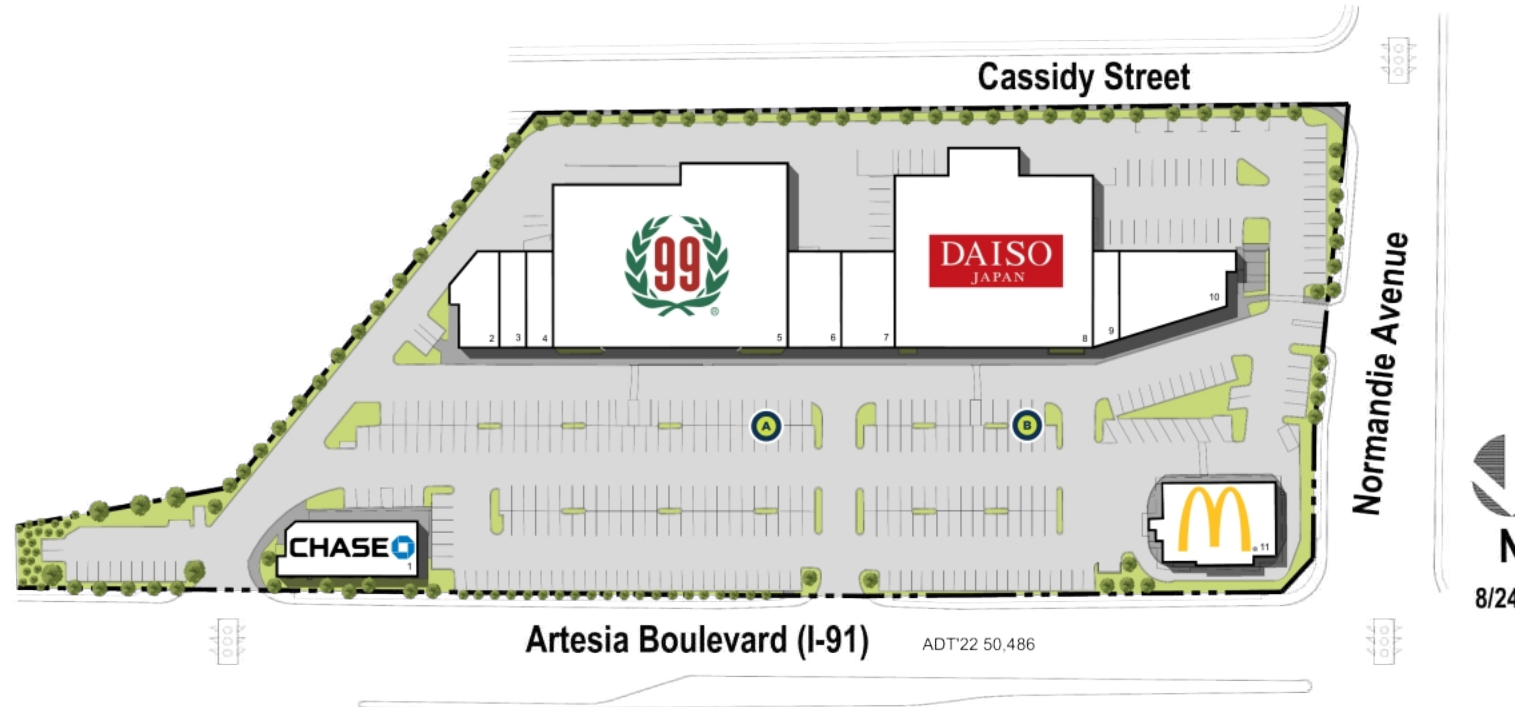 Cassidy Street
99
®
DAISO
JAPAN
Normandie Avenue
2
3
4
5
6
7
8
9
10
A
B
CHASE
1
11
N
8/24
Artesia Boulevard (I-91)
ADT'22 50,486